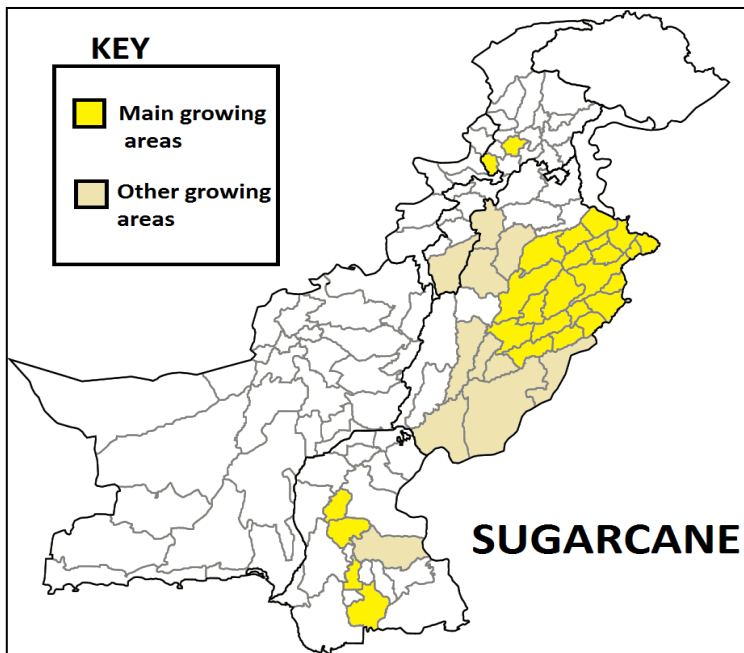 KEY
Main growing
areas
Other growing
areas
SUGARCANE